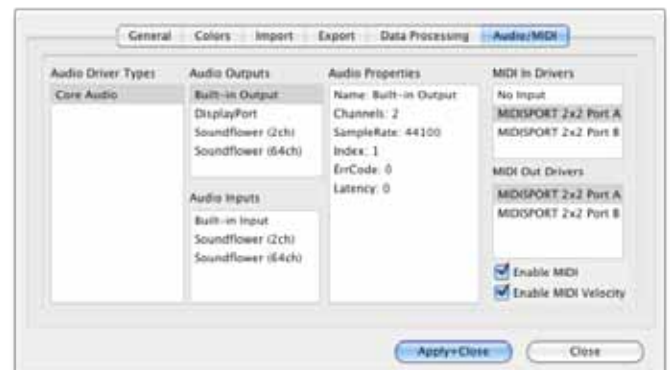 General Colors Import Export Data Processing Audio/MIDI
Audio Driver Types
Core Audio
Audio Outputs
Built-in Output
DisplayPort
Soundflower (2ch)
Soundflower (64ch)
Audio Inputs
Built-in Input
Soundflower (2ch)
Soundflower (64ch)
Audio Properties
Name: Built-in Output
Channels: 2
SampleRate: 44100
Index: 1
ErrCode: 0
Latency: 0
MIDI In Drivers
No Input
MIDISPORT 2x2 Port A
MIDISPORT 2x2 Port B
MIDI Out Drivers
MIDISPORT 2x2 Port A
MIDISPORT 2x2 Port B
Enable MIDI
Enable MIDI Velocity
Apply+Close Close